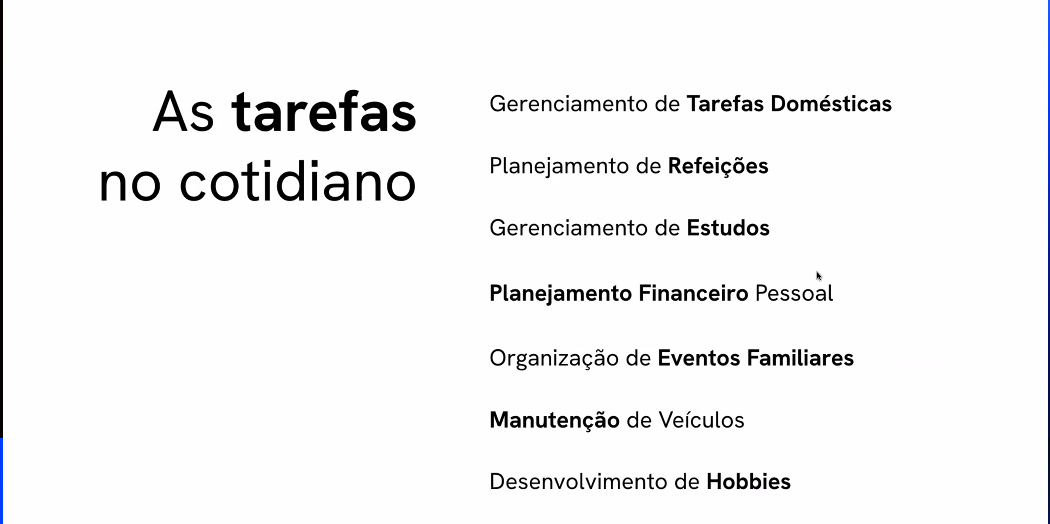 As tarefas
no cotidiano
Gerenciamento de Tarefas Domésticas
Planejamento de Refeições
Gerenciamento de Estudos
Planejamento Financeiro Pessoal
Organização de Eventos Familiares
Manutenção de Veículos
Desenvolvimento de Hobbies